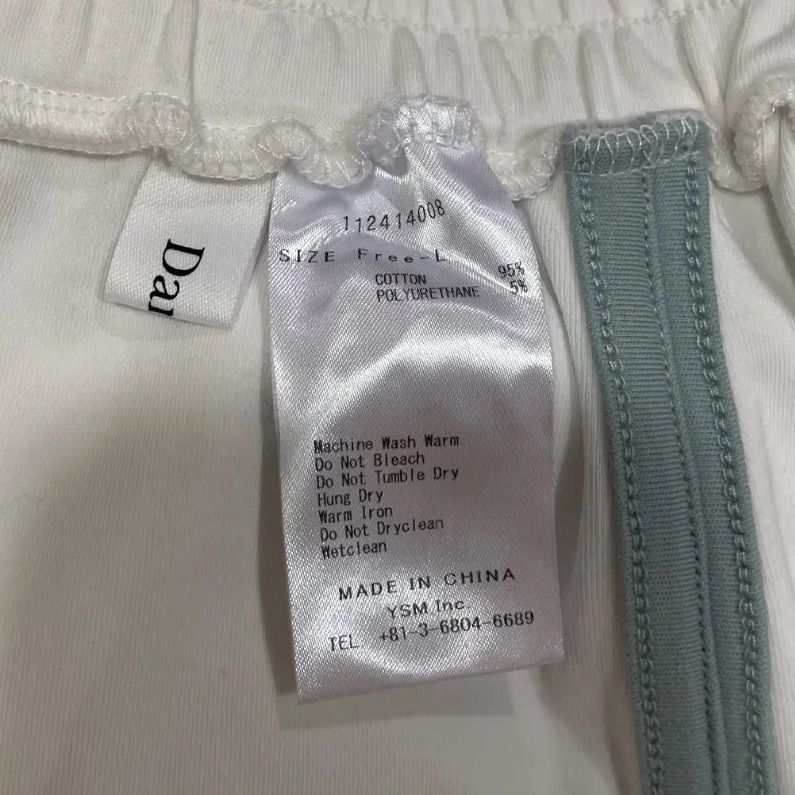 Dar
112414008
SIZE Free-L
COTTON 95%
POLYURETHANE 5%
Machine Wash Warm
Do Not Bleach
Do Not Tumble Dry
Hung Dry
Warm Iron
Do Not Dryclean
Wetclean
MADE IN CHINA
YSM Inc.
TEL +81-3-6804-6689